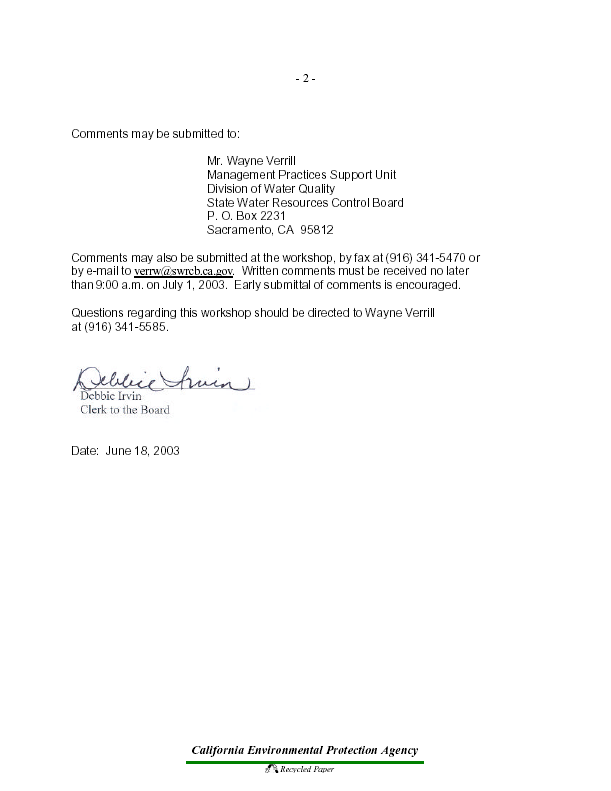 - 2 -
Comments may be submitted to:
Mr. Wayne Verrill
Management Practices Support Unit
Division of Water Quality
State Water Resources Control Board
P. O. Box 2231
Sacramento, CA  95812
Comments may also be submitted at the workshop, by fax at (916) 341-5470 or
by e-mail to verrw@swrcb.ca.gov.  Written comments must be received no later
than 9:00 a.m. on July 1, 2003.  Early submittal of comments is encouraged.
Questions regarding this workshop should be directed to Wayne Verrill
at (916) 341-5585.
Debbie Irvin
Debbie Irvin
Clerk to the Board
Date:  June 18, 2003
California Environmental Protection Agency
Recycled Paper